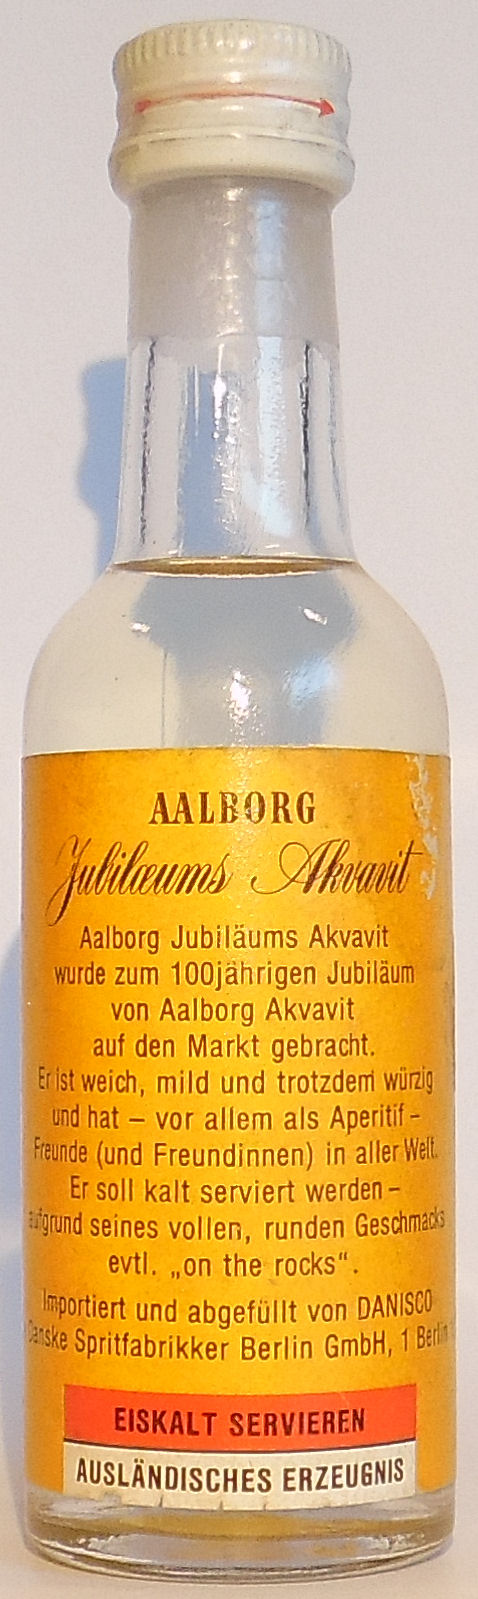 AALBORG
Jubilæums Akvavit
Aalborg Jubiläums Akvavit
wurde zum 100jährigen Jubiläum
von Aalborg Akvavit
auf den Markt gebracht.
Er ist weich, mild und trotzdem würzig
und hat – vor allem als Aperitif –
Freunde (und Freundinnen) in aller Welt.
Er soll kalt serviert werden –
aufgrund seines vollen, runden Geschmacks
evtl. „on the rocks“.
Importiert und abgefüllt von DANISCO
Danske Spritfabrikker Berlin GmbH, 1 Berlin
EISKALT SERVIEREN
AUSLÄNDISCHES ERZEUGNIS